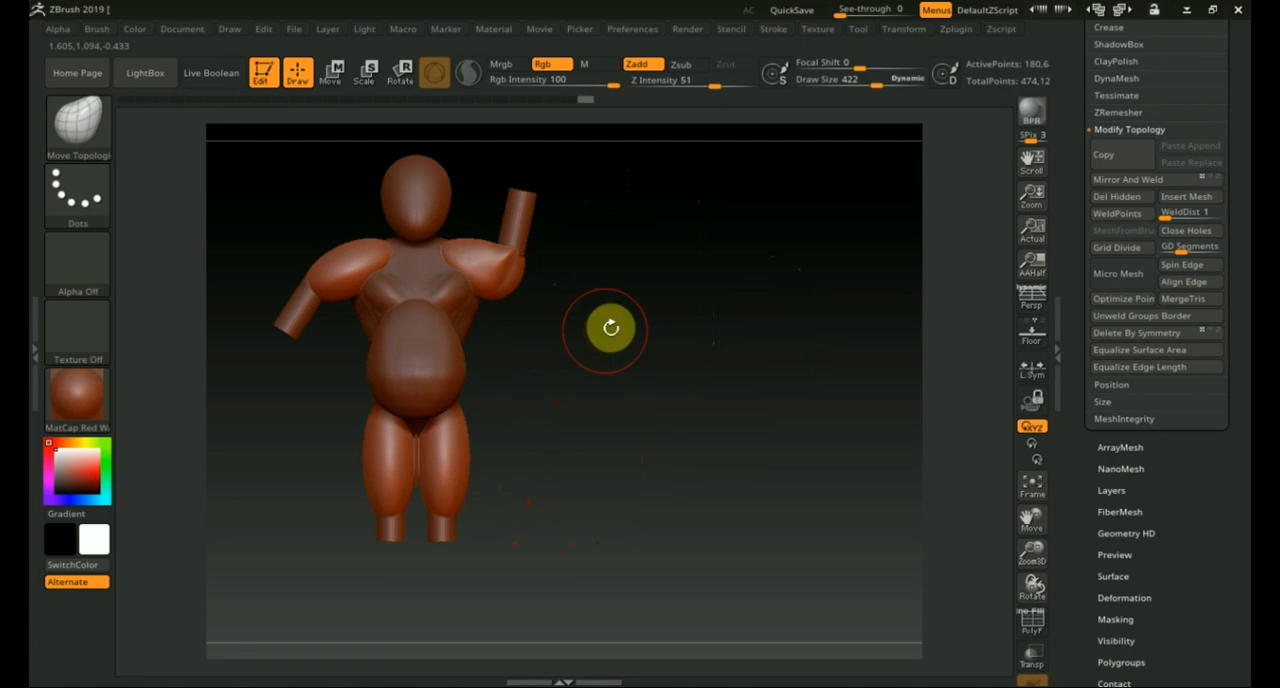 ZBrush 2019 [
AC QuickSave See-through 0 Menus DefaultZScript
Alpha Brush Color Document Draw Edit File Layer Light Macro Marker Material Movie Picker Preferences Render Stencil Stroke Texture Tool Transform Zplugin Zscript
1.605,1.094,-0.433
Home Page LightBox Live Boolean Edit Draw Move Scale Rotate
Mrgb Rgb M Zadd Zsub Zcut Focal Shift 0 ActivePoints: 180,6
Rgb Intensity 100 Z Intensity 51 Draw Size 422 Dynamic TotalPoints: 474,12
S
D
Move Topologi
Dots
Alpha Off
Texture Off
MatCap Red W
Gradient
SwitchColor
Alternate
BPR
SPix 3
Scroll
Zoom
Actual
AAHalf
Dynamic
Persp
Floor
L.Sym
XYZ
Y
Z
Frame
Move
Zoom3D
Rotate
PolyF
Transp
Crease
ShadowBox
ClayPolish
DynaMesh
Tessimate
ZRemesher
Modify Topology
Copy Paste Append
Paste Replace
Mirror And Weld
Del Hidden Insert Mesh
WeldPoints WeldDist 1
MeshFromBru Close Holes
Grid Divide GD Segments
Micro Mesh Spin Edge
Align Edge
Optimize Poin MergeTris
Unweld Groups Border
Delete By Symmetry
Equalize Surface Area
Equalize Edge Length
Position
Size
MeshIntegrity
ArrayMesh
NanoMesh
Layers
FiberMesh
Geometry HD
Preview
Surface
Deformation
Masking
Visibility
Polygroups
Contact